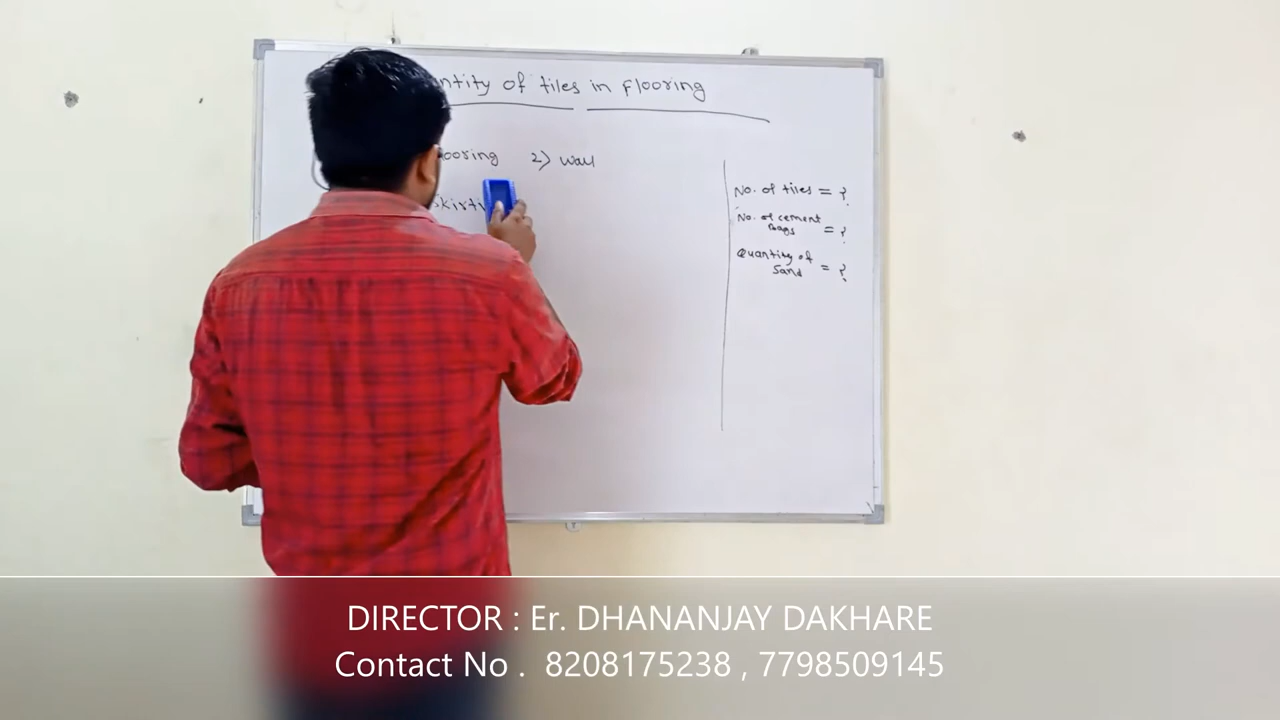 ntity of tiles in Flooring
ooring 2) wall
skirti
No. of tiles = ?
No. of cement
Bags = ?
Quantity of
Sand = ?
DIRECTOR : Er. DHANANJAY DAKHARE
Contact No . 8208175238 , 7798509145